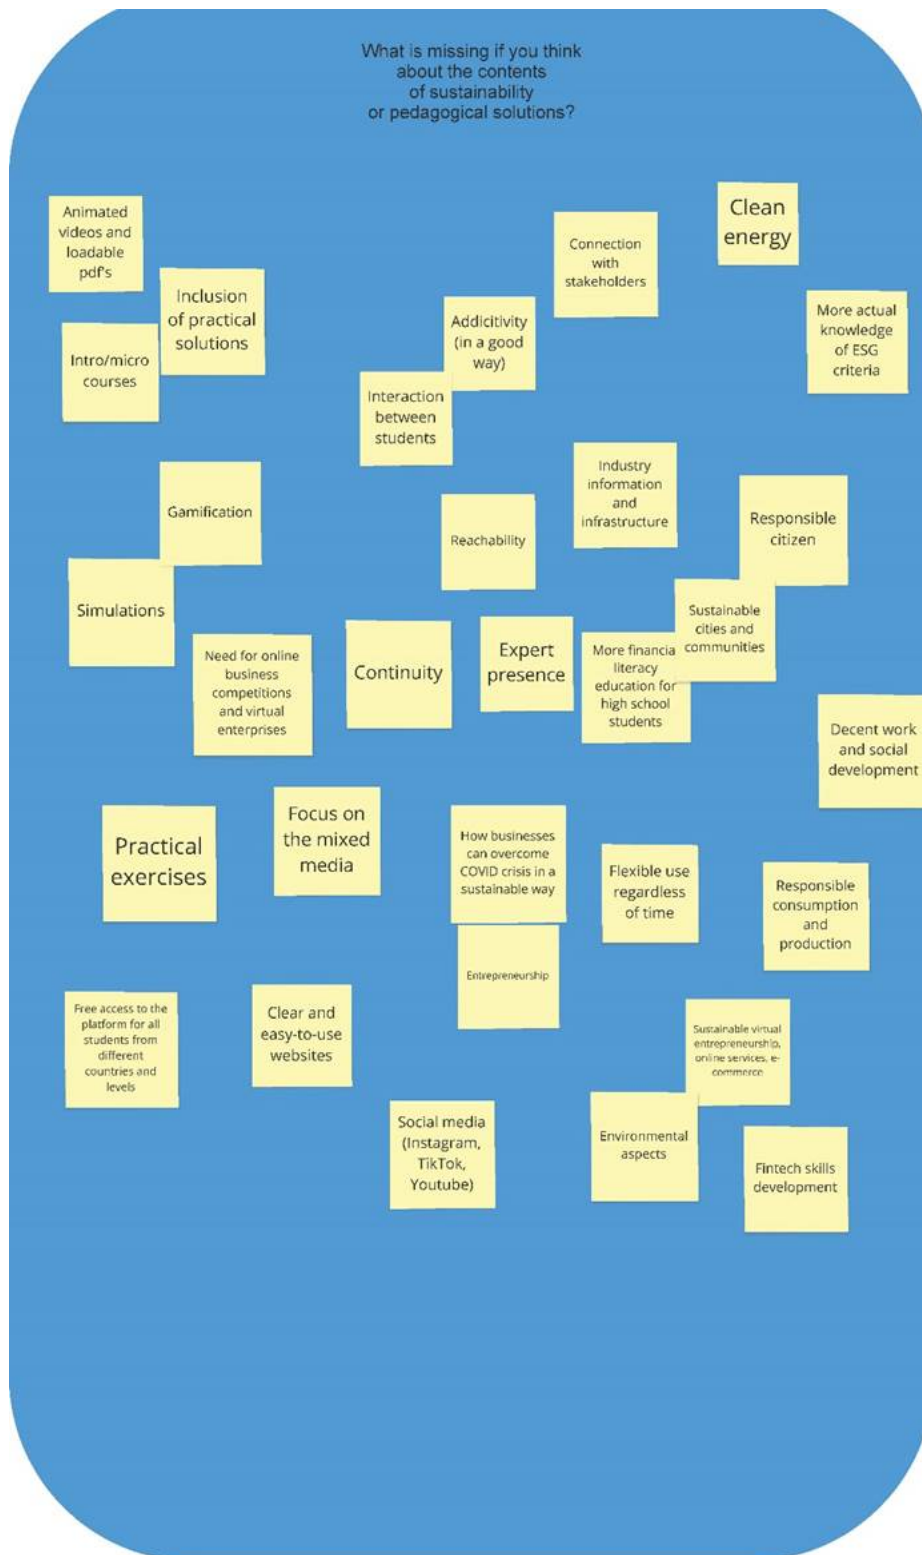 What is missing if you think
about the contents
of sustainability
or pedagogical solutions?
Animated
videos and
loadable
pdf's
Inclusion
of practical
solutions
Intro/micro
courses
Connection
with
stakeholders
Clean
energy
Addicitivity
(in a good
way)
More actual
knowledge
of ESG
criteria
Interaction
between
students
Gamification
Industry
information
and
infrastructure
Reachability
Responsible
citizen
Simulations
Sustainable
cities and
communities
Need for online
business
competitions
and virtual
enterprises
Continuity
Expert
presence
More financia
literacy
education for
high school
students
Decent work
and social
development
Practical
exercises
Focus on
the mixed
media
How businesses
can overcome
COVID crisis in a
sustainable way
Flexible use
regardless
of time
Responsible
consumption
and
production
Entrepreneurship
Free access to the
platform for all
students from
different
countries and
levels
Clear and
easy-to-use
websites
Sustainable virtual
entrepreneurship,
online services, e-
commerce
Social media
(Instagram,
TikTok,
Youtube)
Environmental
aspects
Fintech skills
development